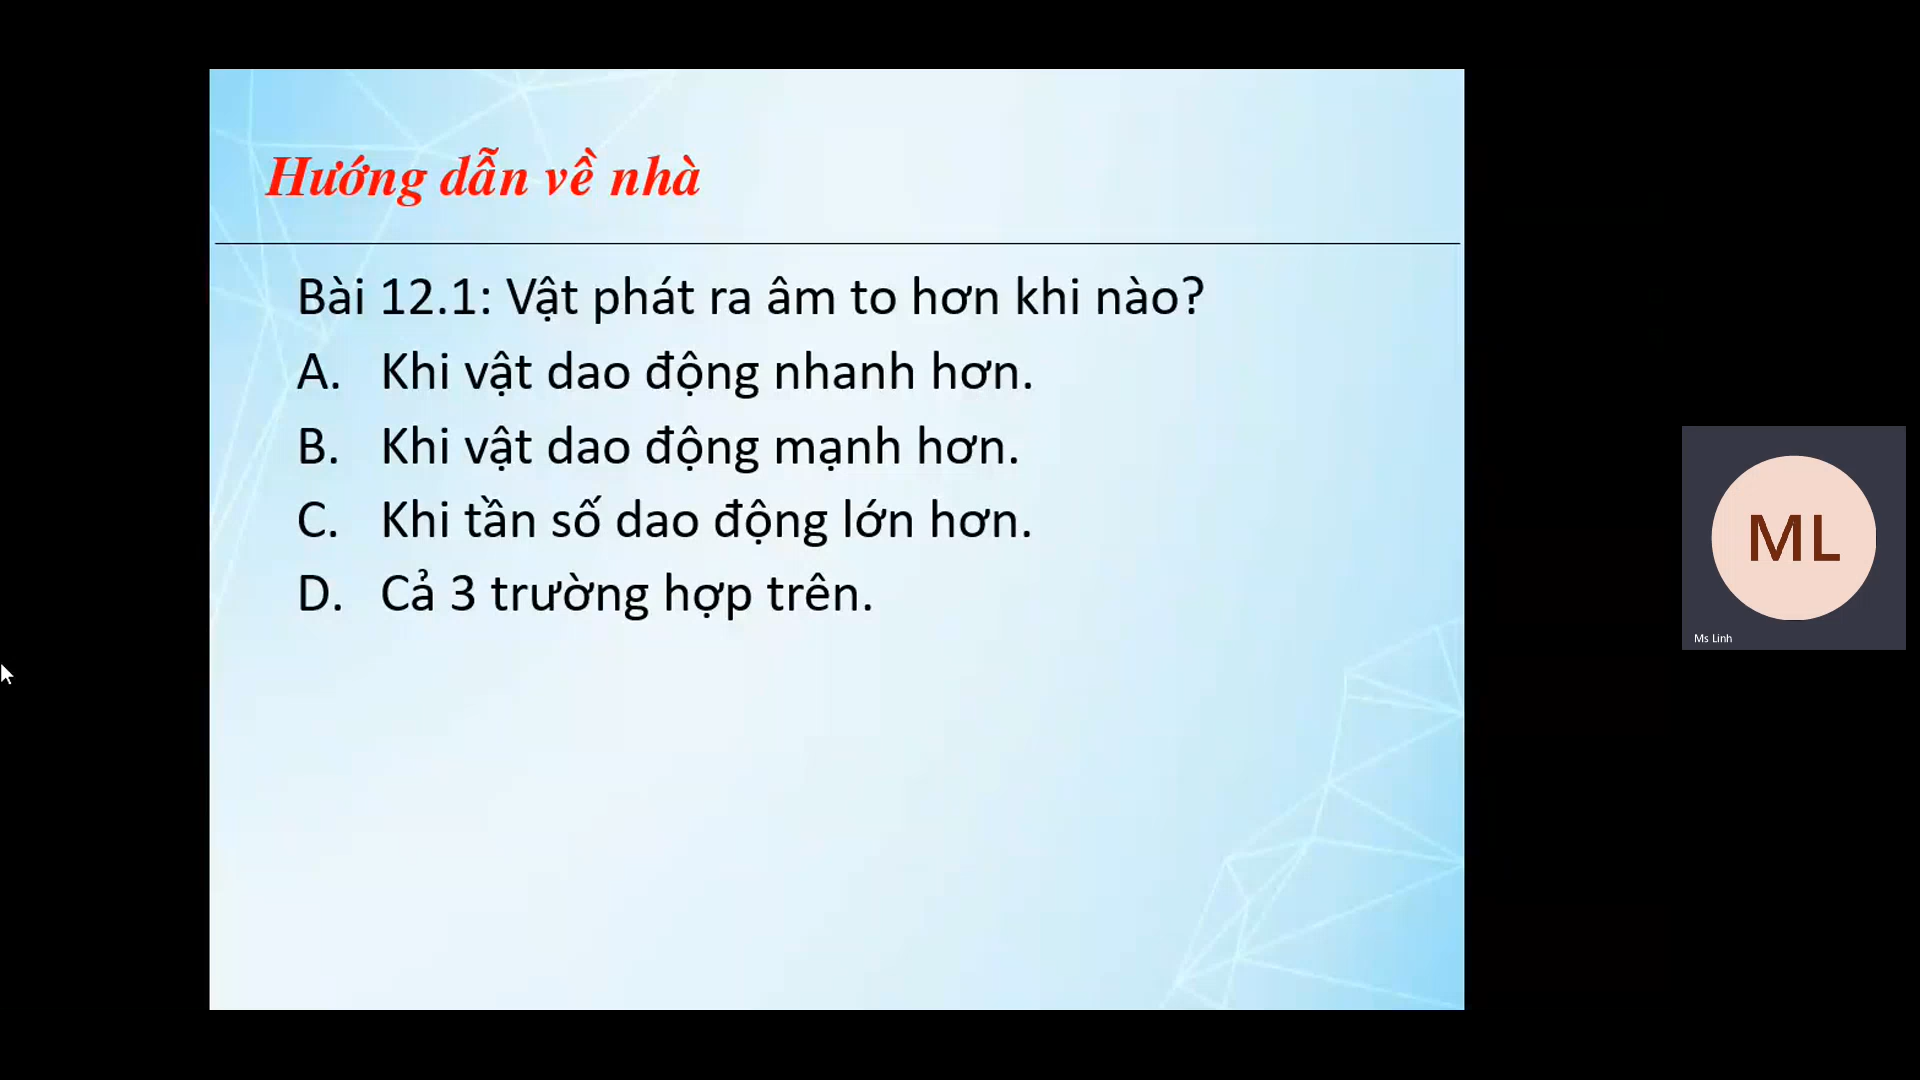 Hướng dẫn về nhà
Bài 12.1: Vật phát ra âm to hơn khi nào?
A. Khi vật dao động nhanh hơn.
B. Khi vật dao động mạnh hơn.
C. Khi tần số dao động lớn hơn.
D. Cả 3 trường hợp trên.
ML
Ms Linh